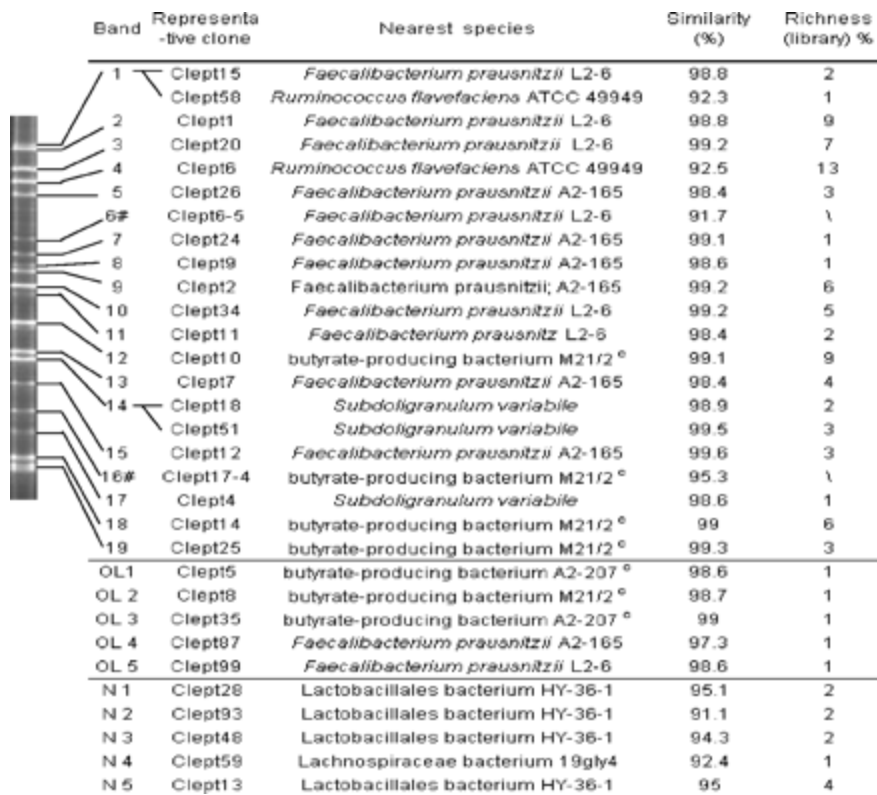 Band Representa-tive clone Nearest species Similarity (%) Richness (library) %
1 Clept15 Faecalibacterium prausnitzii L2-6 98.8 2
Clept58 Ruminococcus flavefaciens ATCC 49949 92.3 1
2 Clept1 Faecalibacterium prausnitzii L2-6 98.8 9
3 Clept20 Faecalibacterium prausnitzii L2-6 99.2 7
4 Clept6 Ruminococcus flavefaciens ATCC 49949 92.5 13
5 Clept26 Faecalibacterium prausnitzii A2-165 98.4 3
6# Clept6-5 Faecalibacterium prausnitzii L2-6 91.7 \
7 Clept24 Faecalibacterium prausnitzii A2-165 99.1 1
8 Clept9 Faecalibacterium prausnitzii A2-165 98.6 1
9 Clept2 Faecalibacterium prausnitzii; A2-165 99.2 6
10 Clept34 Faecalibacterium prausnitzii L2-6 99.2 5
11 Clept11 Faecalibacterium prausnitz L2-6 98.4 2
12 Clept10 butyrate-producing bacterium M21/2 e 99.1 9
13 Clept7 Faecalibacterium prausnitzii A2-165 98.4 4
14 Clept18 Subdoligranulum variabile 98.9 2
Clept51 Subdoligranulum variabile 99.5 3
15 Clept12 Faecalibacterium prausnitzii A2-165 99.6 3
16# Clept17-4 butyrate-producing bacterium M21/2 e 95.3 \
17 Clept4 Subdoligranulum variabile 98.6 1
18 Clept14 butyrate-producing bacterium M21/2 e 99 6
19 Clept25 butyrate-producing bacterium M21/2 e 99.3 3
OL1 Clept5 butyrate-producing bacterium A2-207 e 98.6 1
OL 2 Clept8 butyrate-producing bacterium M21/2 e 98.7 1
OL 3 Clept35 butyrate-producing bacterium A2-207 e 99 1
OL 4 Clept87 Faecalibacterium prausnitzii A2-165 97.3 1
OL 5 Clept99 Faecalibacterium prausnitzii L2-6 98.6 1
N 1 Clept28 Lactobacillales bacterium HY-36-1 95.1 2
N 2 Clept93 Lactobacillales bacterium HY-36-1 91.1 2
N 3 Clept48 Lactobacillales bacterium HY-36-1 94.3 2
N 4 Clept59 Lachnospiraceae bacterium 19gly4 92.4 1
N 5 Clept13 Lactobacillales bacterium HY-36-1 95 4